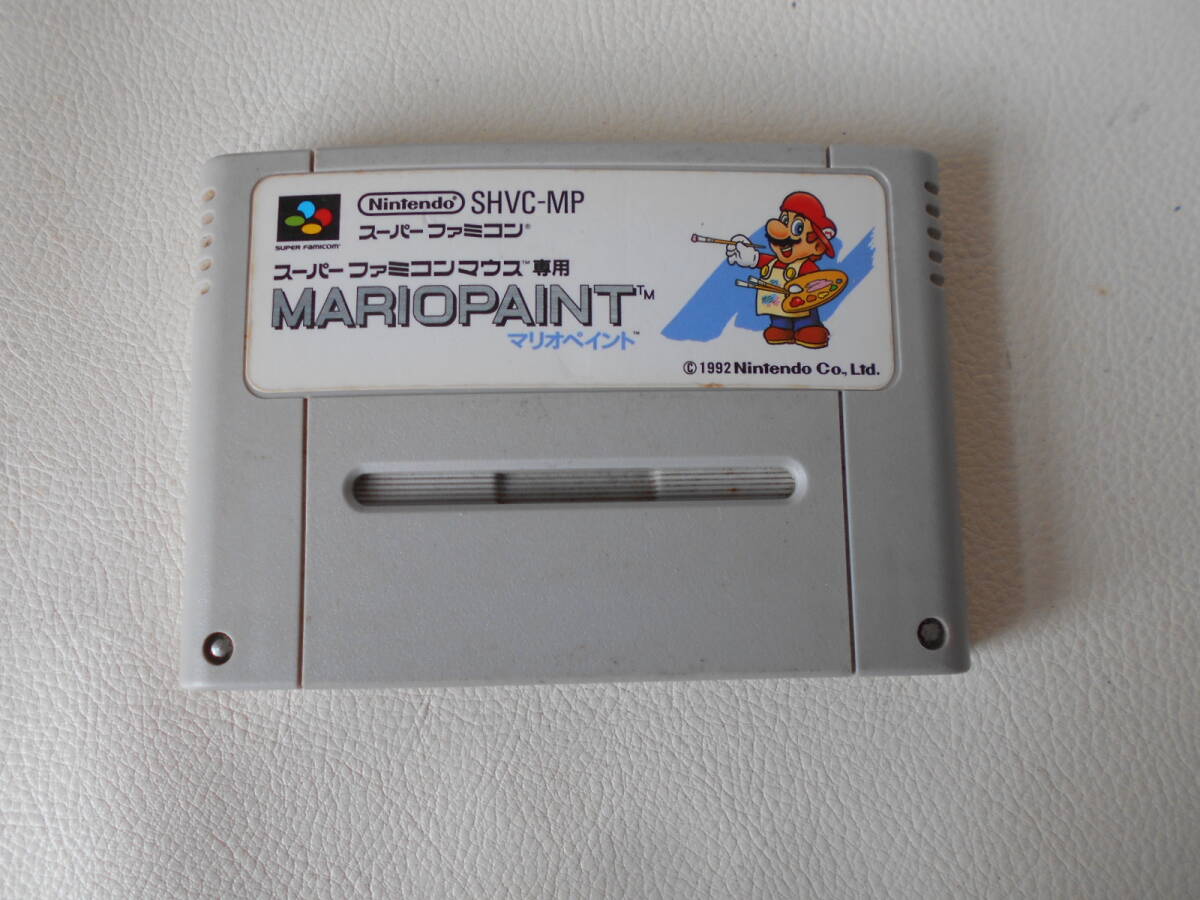 SUPER FAMICOM
Nintendo® SHVC-MP
スーパーファミコン®
スーパーファミコンマウス™専用
MARIOPAINT™
マリオペイント™
©1992 Nintendo Co., Ltd.